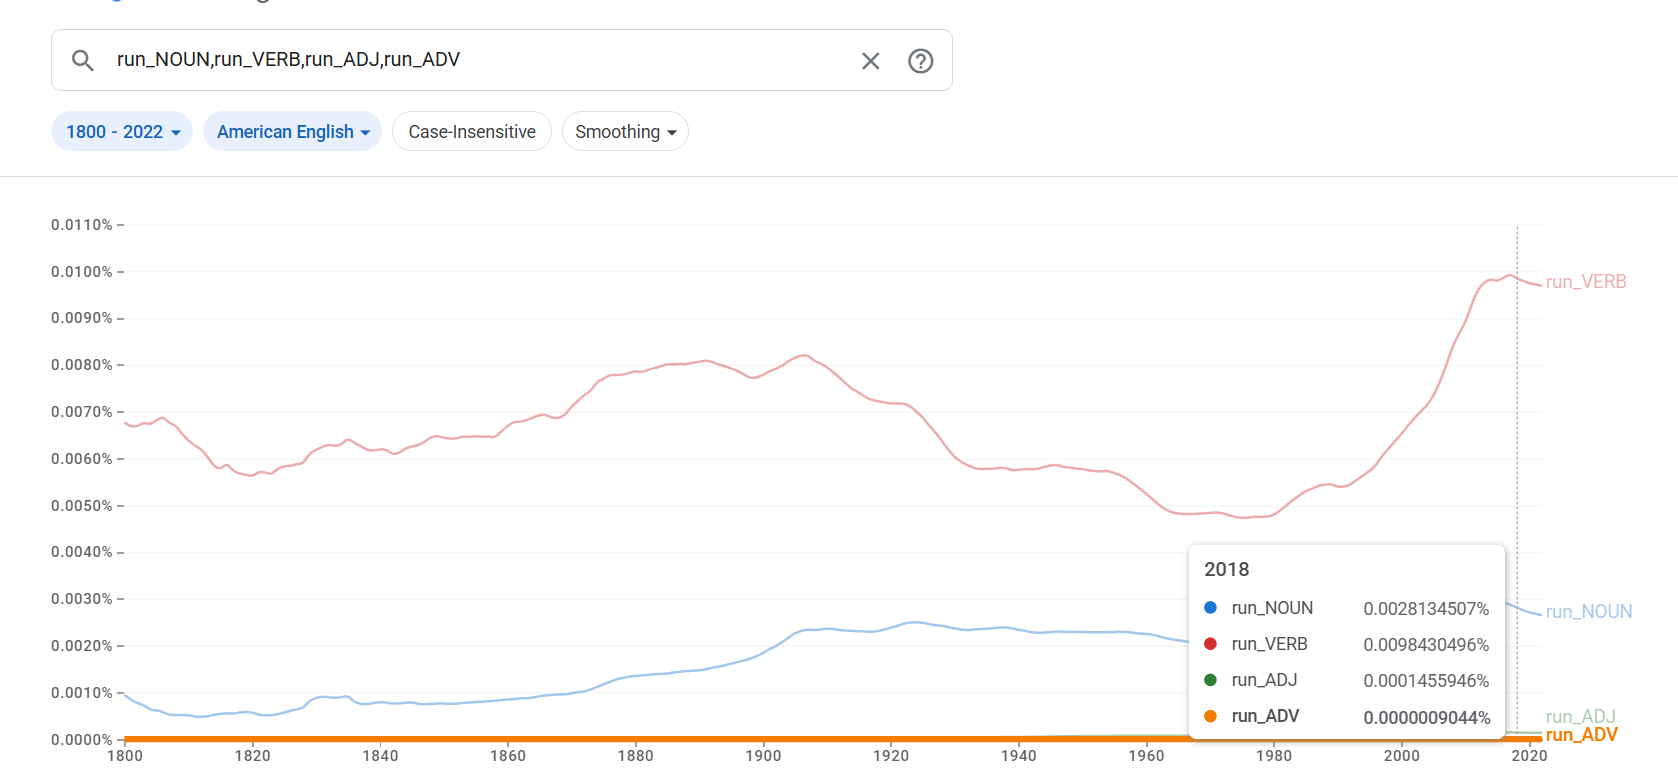 run_NOUN,run_VERB,run_ADJ,run_ADV
1800 - 2022 American English Case-Insensitive Smoothing
0.0110%
0.0100%
run_VERB
0.0090%
0.0080%
0.0070%
0.0060%
0.0050%
0.0040%
2018
0.0030%
run_NOUN 0.0028134507%
run_NOUN
run_VERB 0.0098430496%
0.0020%
run_ADJ 0.0001455946%
0.0010%
run_ADV 0.0000009044%
run_ADJ
run_ADV
0.0000%
1800 1820 1840 1860 1880 1900 1920 1940 1960 1980 2000 2020